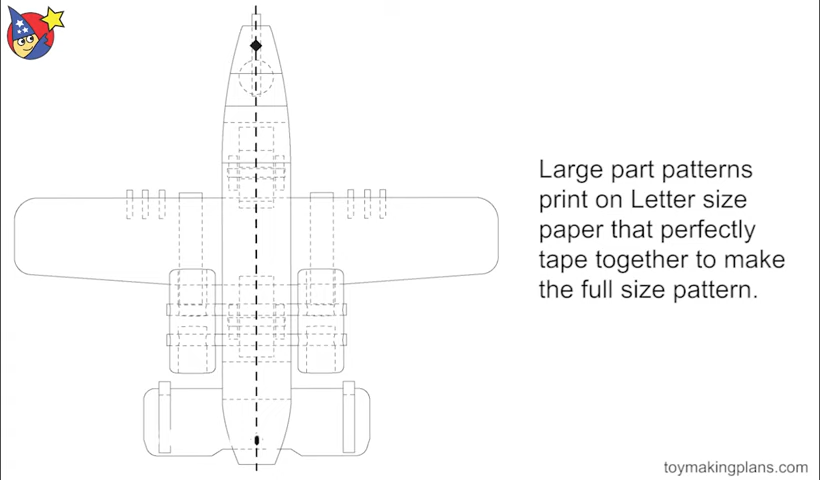 Large part patterns
print on Letter size
paper that perfectly
tape together to make
the full size pattern.
toymakingplans.com